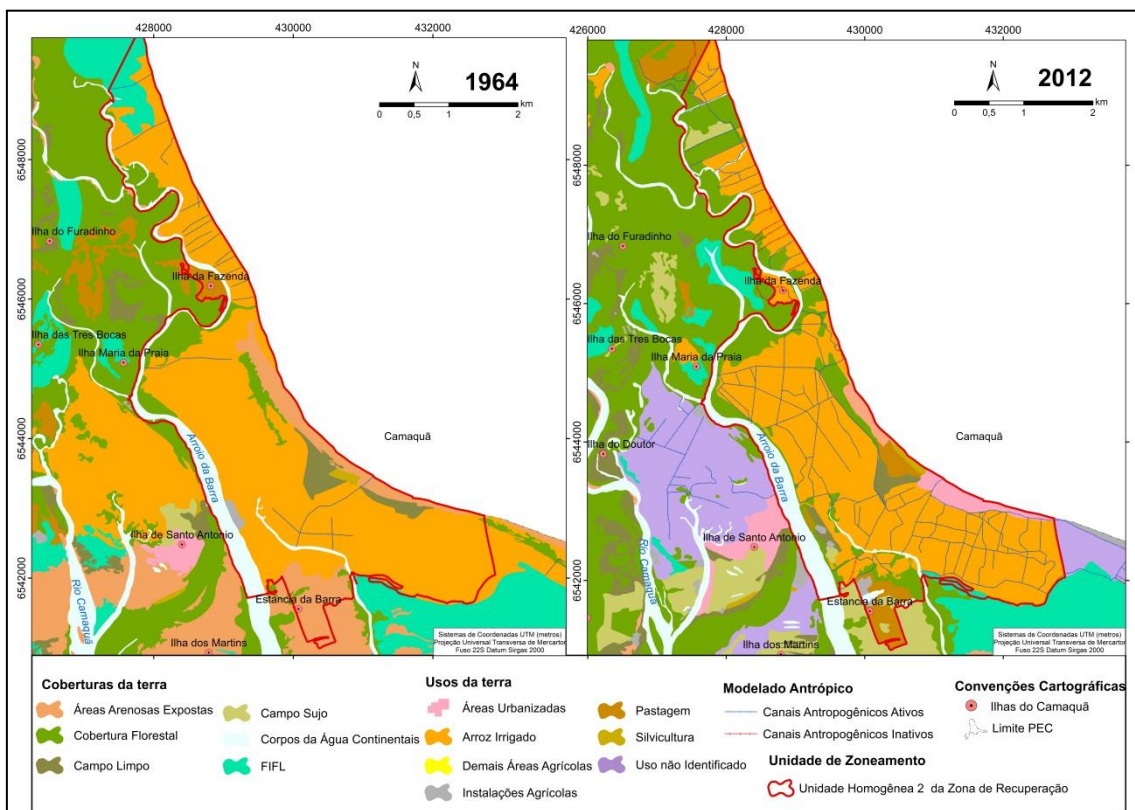 428000 430000 432000
426000 428000 430000 432000
N
1964
0 0,5 1 2 km
6548000
6546000
6544000
6542000
Ilha do Furadinho
Ilha da Fazenda
Ilha das Tres Bocas
Ilha Maria da Praia
Camaquã
Arroio da Barra
Ilha de Santo Antonio
Rio Camaquã
Estancia da Barra
Ilha dos Martins
Sistemas de Coordenadas UTM (metros)
Projeção Universal Transversa de Mercartor
Fuso 22S Datum Sirgas 2000
N
2012
0 0,5 1 2 km
6548000
6546000
6544000
6542000
Ilha do Furadinho
Ilha da Fazenda
Ilha das Tres Bocas
Ilha Maria da Praia
Camaquã
Ilha do Doutor
Arroio da Barra
Ilha de Santo Antonio
Rio Camaquã
Estancia da Barra
Ilha dos Martins
Sistemas de Coordenadas UTM (metros)
Projeção Universal Transversa de Mercartor
Fuso 22S Datum Sirgas 2000
Coberturas da terra
Áreas Arenosas Expostas
Cobertura Florestal
Campo Limpo
Campo Sujo
Corpos da Água Continentais
FIFL
Usos da terra
Áreas Urbanizadas
Arroz Irrigado
Demais Áreas Agrícolas
Instalações Agrícolas
Pastagem
Silvicultura
Uso não Identificado
Modelado Antrópico
Canais Antropogênicos Ativos
Canais Antropogênicos Inativos
Unidade de Zoneamento
Unidade Homogênea 2 da Zona de Recuperação
Convenções Cartográficas
Ilhas do Camaquã
Limite PEC